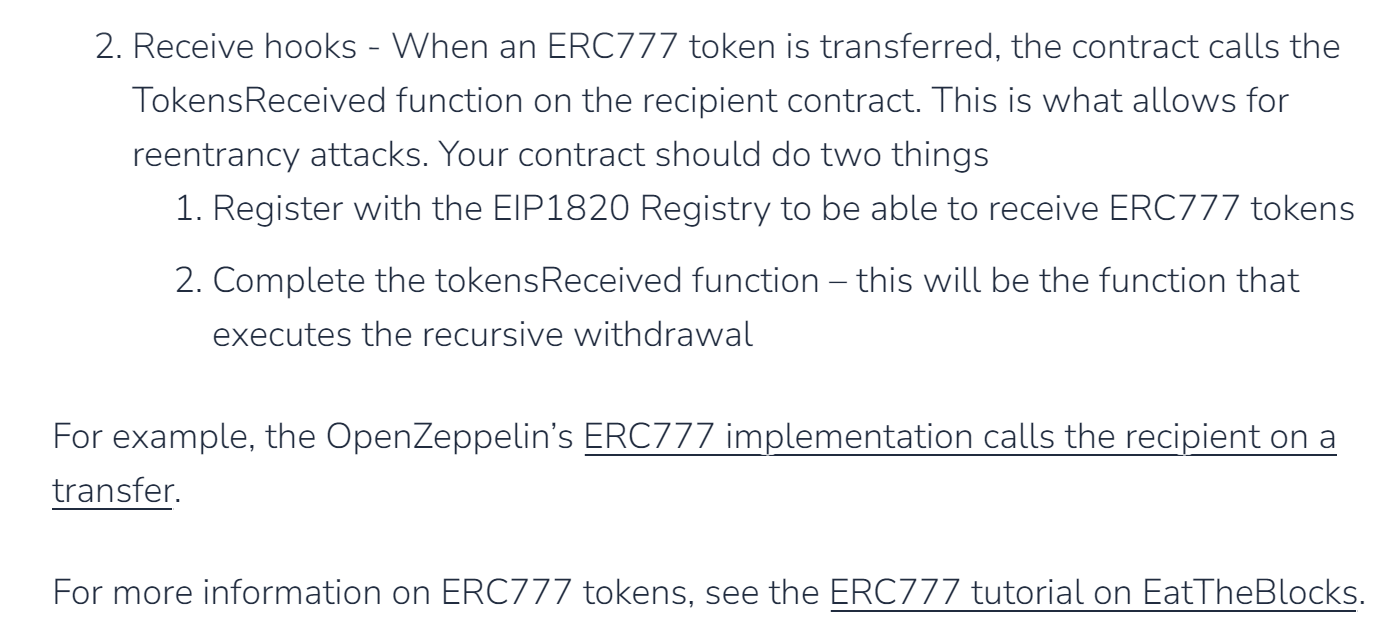 2. Receive hooks - When an ERC777 token is transferred, the contract calls the
TokensReceived function on the recipient contract. This is what allows for
reentrancy attacks. Your contract should do two things
1. Register with the EIP1820 Registry to be able to receive ERC777 tokens
2. Complete the tokensReceived function – this will be the function that
executes the recursive withdrawal
For example, the OpenZeppelin’s ERC777 implementation calls the recipient on a
transfer.
For more information on ERC777 tokens, see the ERC777 tutorial on EatTheBlocks.